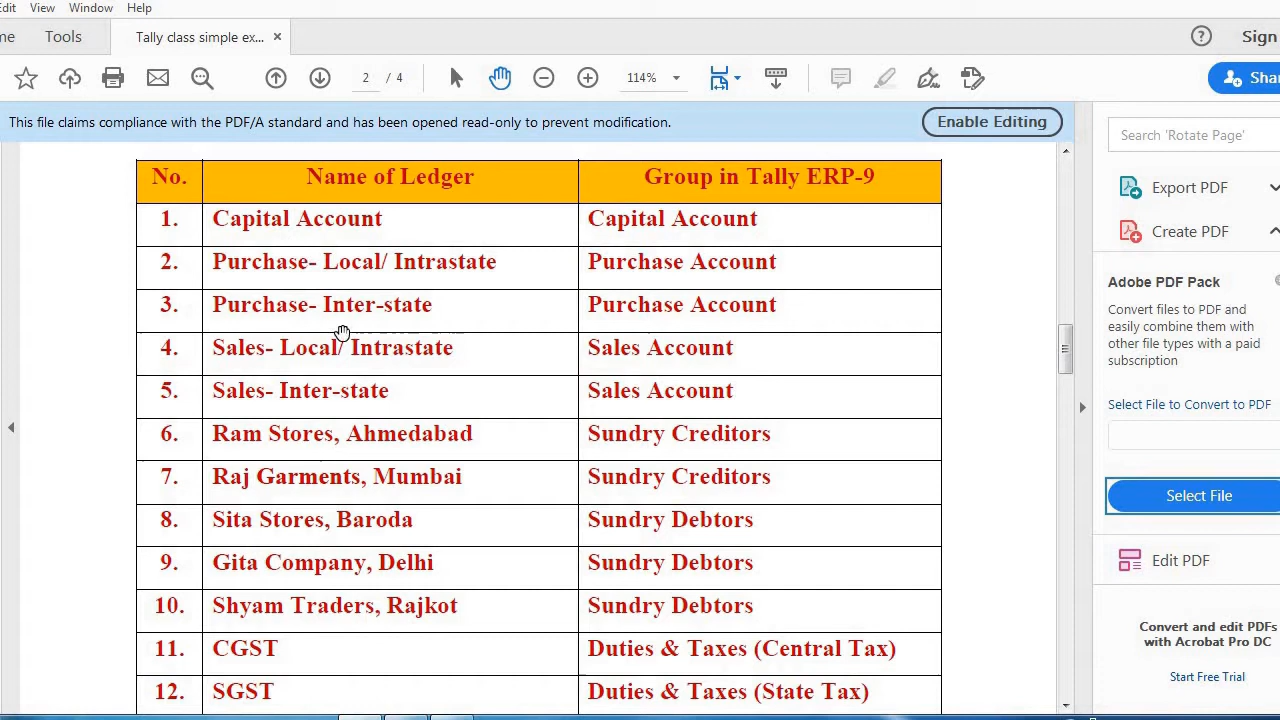 Edit View Window Help
me Tools Tally class simple ex... × Sign
2 / 4 114% Shar
This file claims compliance with the PDF/A standard and has been opened read-only to prevent modification. Enable Editing
Search 'Rotate Page'
No. Name of Ledger Group in Tally ERP-9
1. Capital Account Capital Account
2. Purchase- Local/ Intrastate Purchase Account
3. Purchase- Inter-state Purchase Account
4. Sales- Local/ Intrastate Sales Account
5. Sales- Inter-state Sales Account
6. Ram Stores, Ahmedabad Sundry Creditors
7. Raj Garments, Mumbai Sundry Creditors
8. Sita Stores, Baroda Sundry Debtors
9. Gita Company, Delhi Sundry Debtors
10. Shyam Traders, Rajkot Sundry Debtors
11. CGST Duties & Taxes (Central Tax)
12. SGST Duties & Taxes (State Tax)
Export PDF
Create PDF
Adobe PDF Pack
Convert files to PDF and
easily combine them with
other file types with a paid
subscription
Select File to Convert to PDF
Select File
Edit PDF
Convert and edit PDFs
with Acrobat Pro DC
Start Free Trial